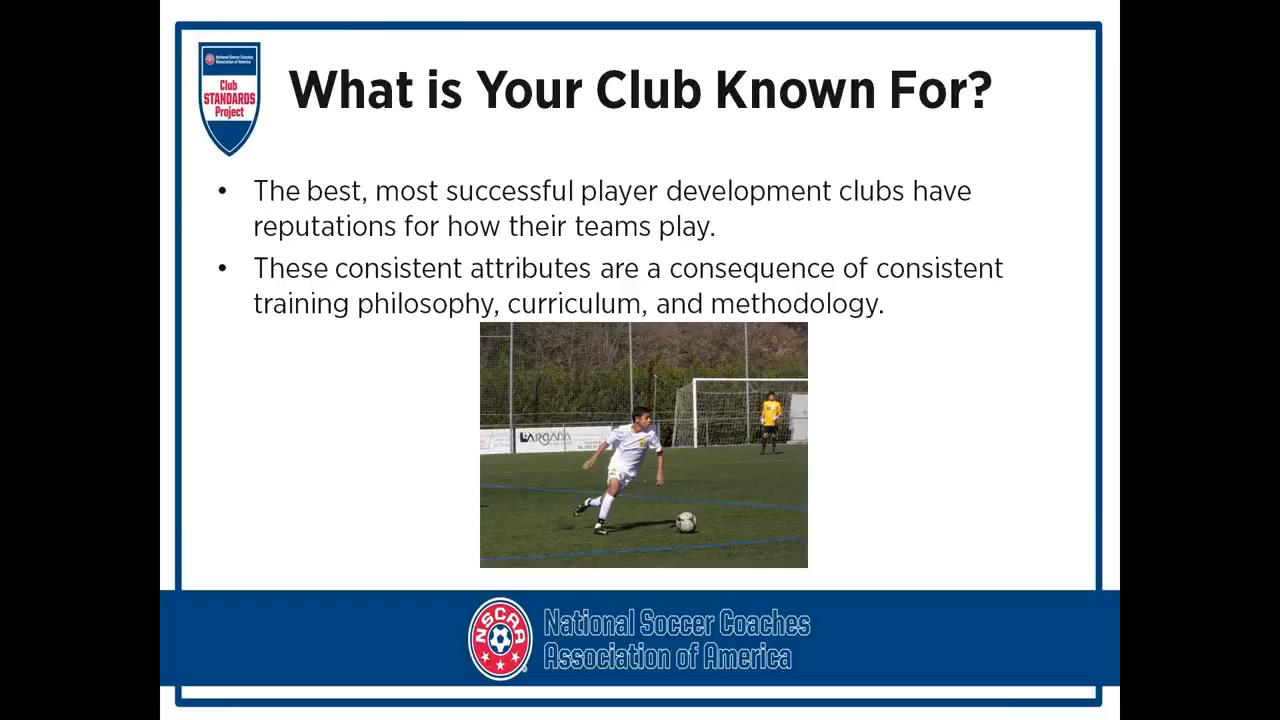 National Soccer Coaches
Association of America
Club
STANDARDS
Project
What is Your Club Known For?
• The best, most successful player development clubs have
reputations for how their teams play.
• These consistent attributes are a consequence of consistent
training philosophy, curriculum, and methodology.
LARGADA
NSCAA
National Soccer Coaches
Association of America